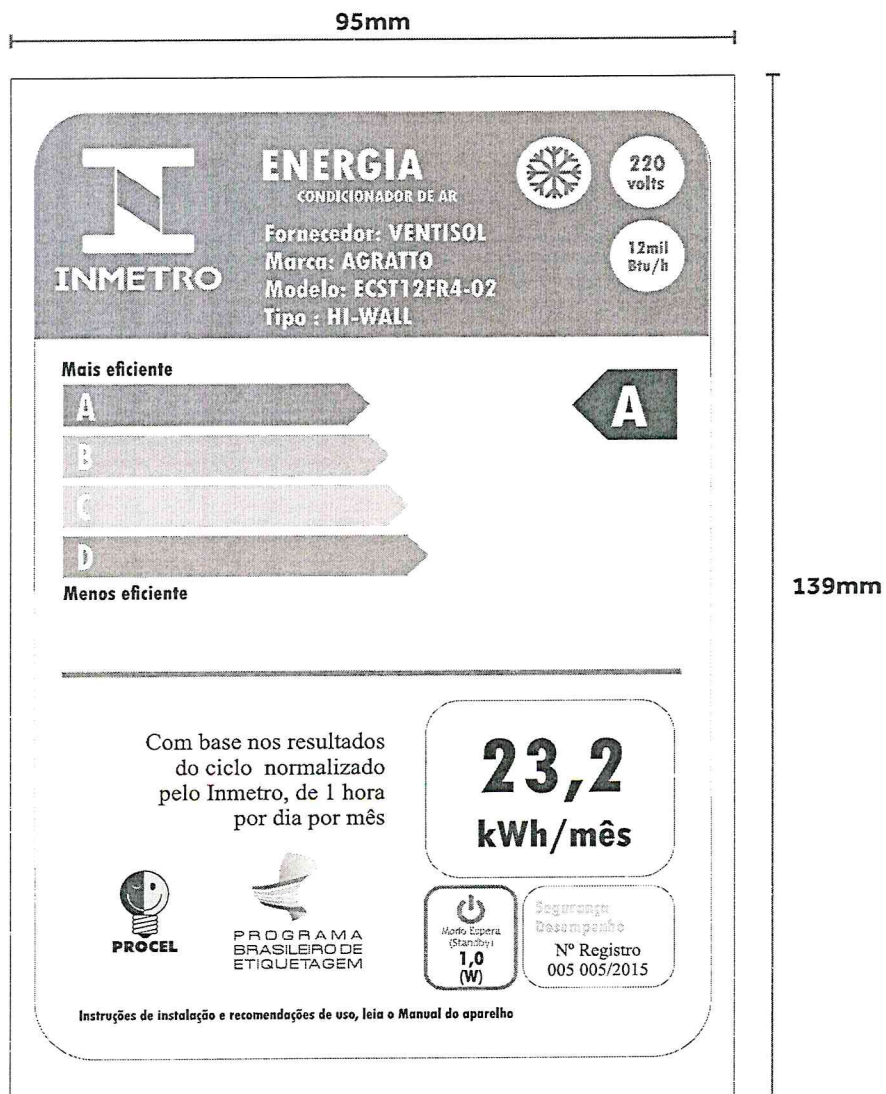 95mm
INMETRO
ENERGIA
CONDICIONADOR DE AR
Fornecedor: VENTISOL
Marca: AGRATTO
Modelo: ECST12FR4-02
Tipo : HI-WALL
220
volts
12mil
Btu/h
Mais eficiente
A
A
B
C
D
Menos eficiente
139mm
Com base nos resultados
do ciclo normalizado
pelo Inmetro, de 1 hora
por dia por mês
23,2
kWh/mês
PROCEL
PROGRAMA
BRASILEIRO DE
ETIQUETAGEM
Modo Espera
(Standby)
1,0
(W)
Segurança
Desempenho
Nº Registro
005 005/2015
Instruções de instalação e recomendações de uso, leia o Manual do aparelho